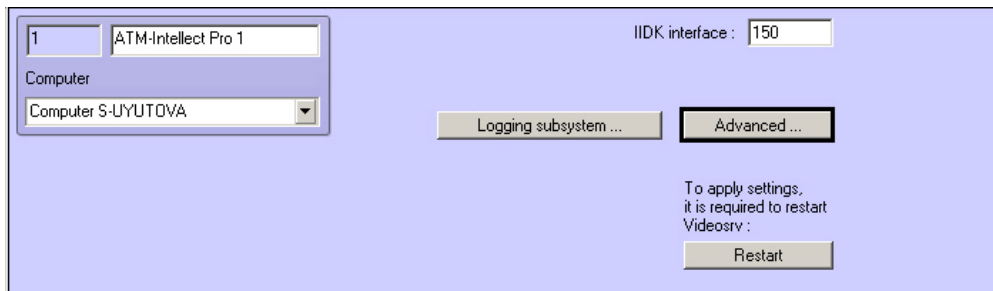 1
ATM-Intellect Pro 1
IIDK interface :
150
Computer
Computer S-UYUTOVA
Logging subsystem ...
Advanced ...
To apply settings,
it is required to restart
Videosrv :
Restart